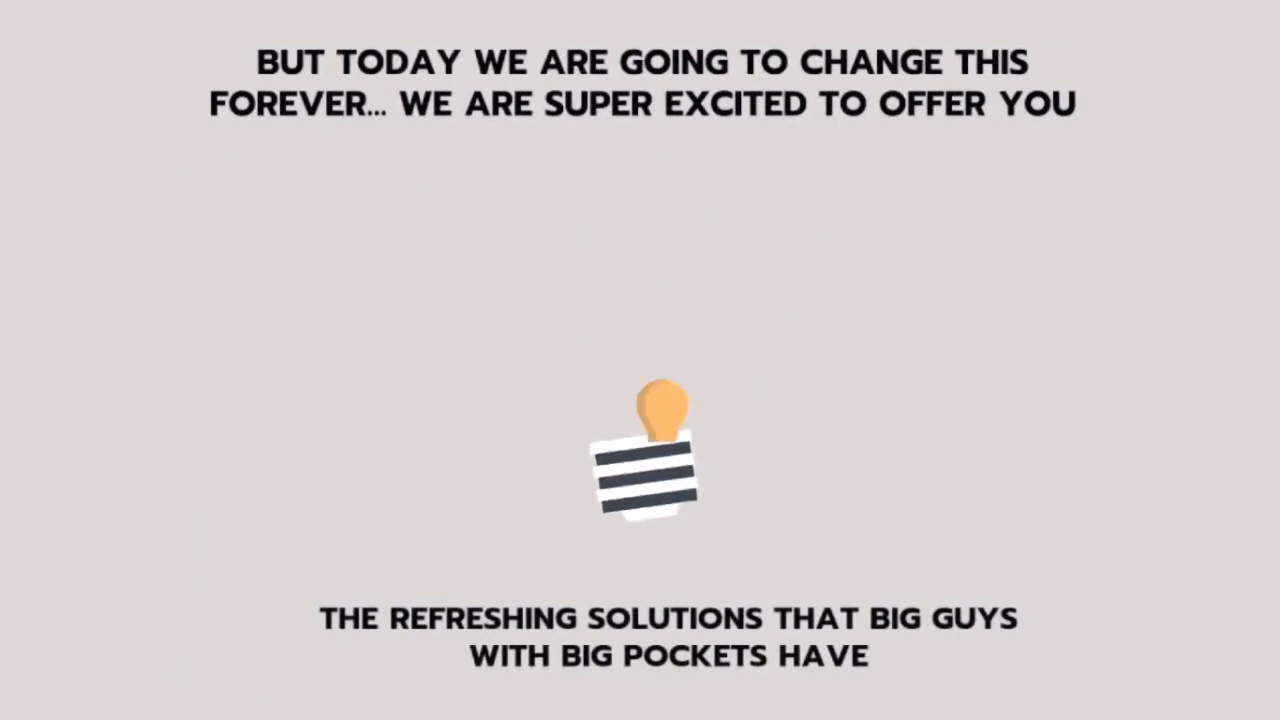 BUT TODAY WE ARE GOING TO CHANGE THIS
FOREVER... WE ARE SUPER EXCITED TO OFFER YOU
THE REFRESHING SOLUTIONS THAT BIG GUYS
WITH BIG POCKETS HAVE